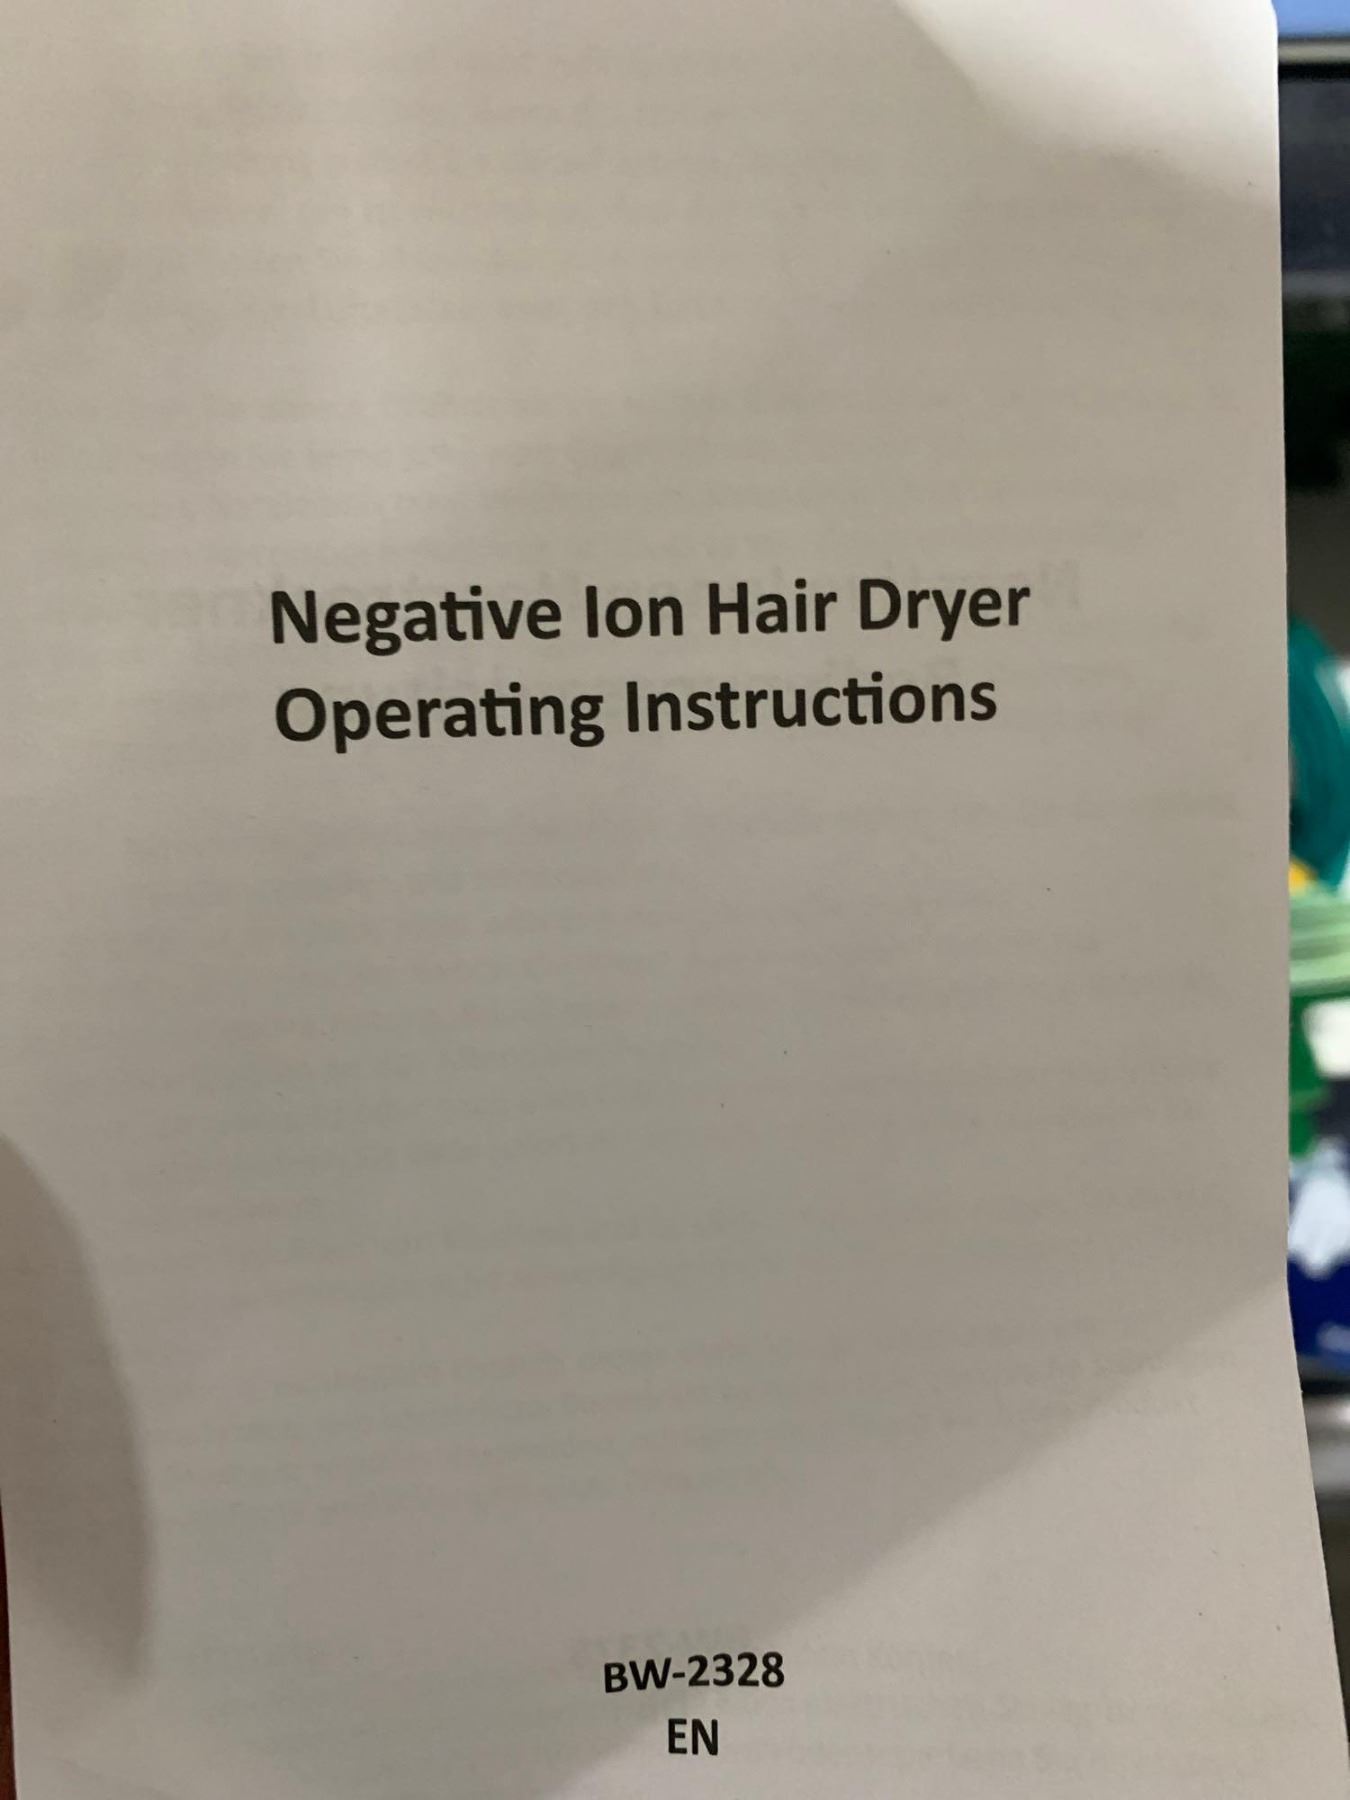 Negative Ion Hair Dryer
Operating Instructions
BW-2328
EN